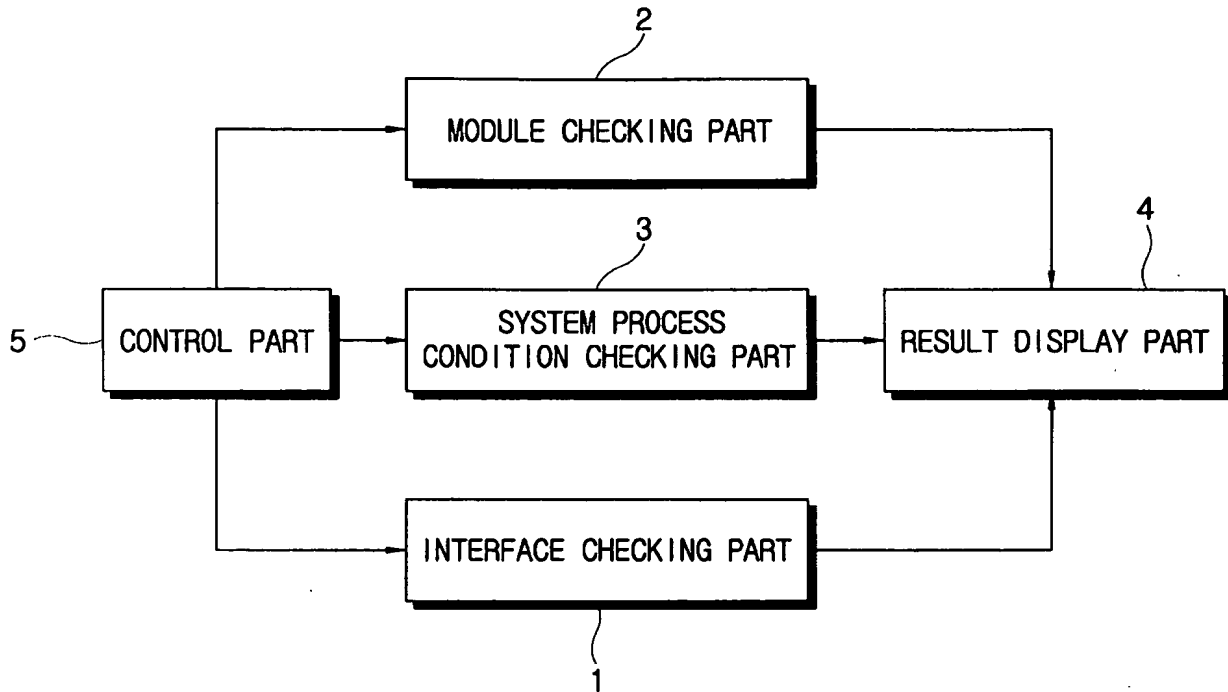 2
MODULE CHECKING PART
3
4
5
CONTROL PART
SYSTEM PROCESS
CONDITION CHECKING PART
RESULT DISPLAY PART
INTERFACE CHECKING PART
1